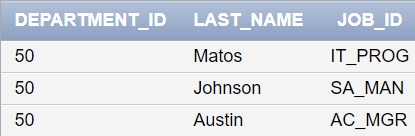 DEPARTMENT_ID LAST_NAME JOB_ID
50 Matos IT_PROG
50 Johnson SA_MAN
50 Austin AC_MGR